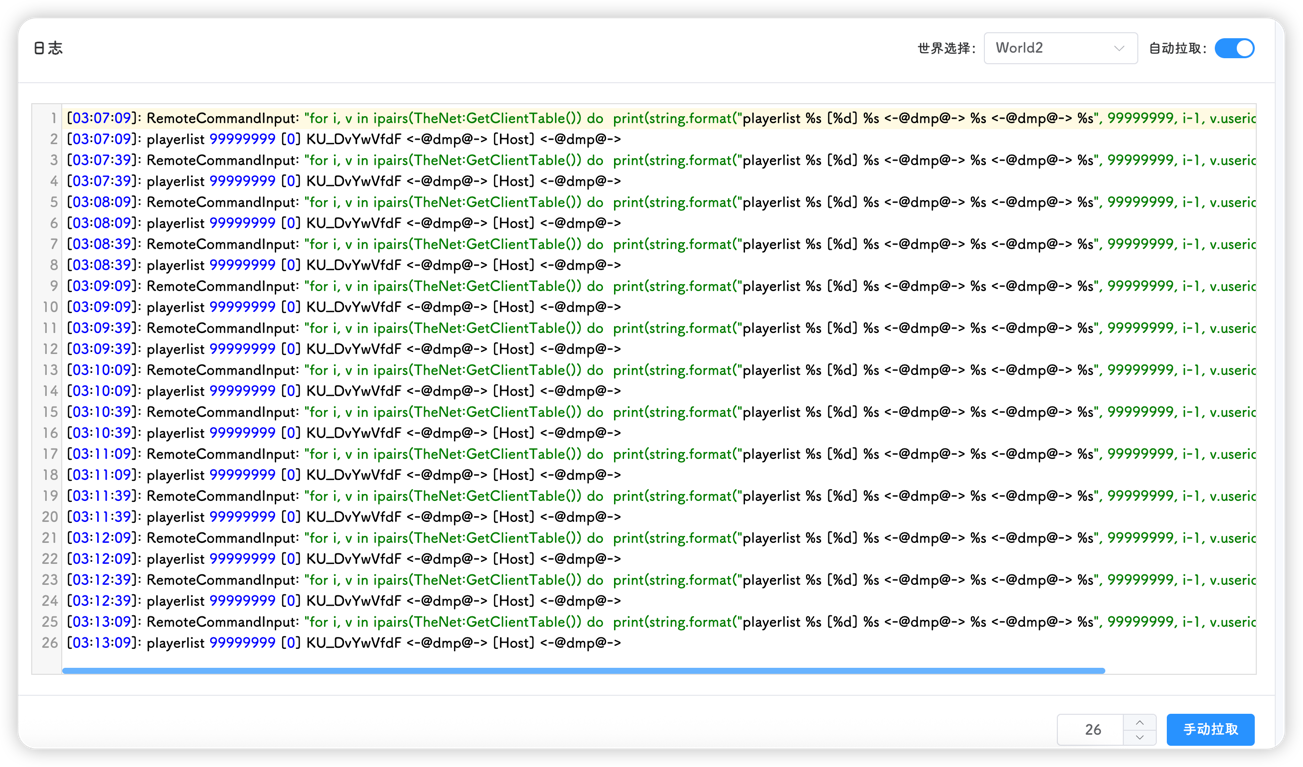 日志
世界选择: World2 自动拉取:
1 [03:07:09]: RemoteCommandInput: "for i, v in ipairs(TheNet:GetClientTable()) do  print(string.format("playerlist %s [%d] %s <-@dmp@-> %s <-@dmp@-> %s", 99999999, i-1, v.useric
2 [03:07:09]: playerlist 99999999 [0] KU_DvYwVfdF <-@dmp@-> [Host] <-@dmp@->
3 [03:07:39]: RemoteCommandInput: "for i, v in ipairs(TheNet:GetClientTable()) do  print(string.format("playerlist %s [%d] %s <-@dmp@-> %s <-@dmp@-> %s", 99999999, i-1, v.useric
4 [03:07:39]: playerlist 99999999 [0] KU_DvYwVfdF <-@dmp@-> [Host] <-@dmp@->
5 [03:08:09]: RemoteCommandInput: "for i, v in ipairs(TheNet:GetClientTable()) do  print(string.format("playerlist %s [%d] %s <-@dmp@-> %s <-@dmp@-> %s", 99999999, i-1, v.useric
6 [03:08:09]: playerlist 99999999 [0] KU_DvYwVfdF <-@dmp@-> [Host] <-@dmp@->
7 [03:08:39]: RemoteCommandInput: "for i, v in ipairs(TheNet:GetClientTable()) do  print(string.format("playerlist %s [%d] %s <-@dmp@-> %s <-@dmp@-> %s", 99999999, i-1, v.useric
8 [03:08:39]: playerlist 99999999 [0] KU_DvYwVfdF <-@dmp@-> [Host] <-@dmp@->
9 [03:09:09]: RemoteCommandInput: "for i, v in ipairs(TheNet:GetClientTable()) do  print(string.format("playerlist %s [%d] %s <-@dmp@-> %s <-@dmp@-> %s", 99999999, i-1, v.useric
10 [03:09:09]: playerlist 99999999 [0] KU_DvYwVfdF <-@dmp@-> [Host] <-@dmp@->
11 [03:09:39]: RemoteCommandInput: "for i, v in ipairs(TheNet:GetClientTable()) do  print(string.format("playerlist %s [%d] %s <-@dmp@-> %s <-@dmp@-> %s", 99999999, i-1, v.useric
12 [03:09:39]: playerlist 99999999 [0] KU_DvYwVfdF <-@dmp@-> [Host] <-@dmp@->
13 [03:10:09]: RemoteCommandInput: "for i, v in ipairs(TheNet:GetClientTable()) do  print(string.format("playerlist %s [%d] %s <-@dmp@-> %s <-@dmp@-> %s", 99999999, i-1, v.useric
14 [03:10:09]: playerlist 99999999 [0] KU_DvYwVfdF <-@dmp@-> [Host] <-@dmp@->
15 [03:10:39]: RemoteCommandInput: "for i, v in ipairs(TheNet:GetClientTable()) do  print(string.format("playerlist %s [%d] %s <-@dmp@-> %s <-@dmp@-> %s", 99999999, i-1, v.useric
16 [03:10:39]: playerlist 99999999 [0] KU_DvYwVfdF <-@dmp@-> [Host] <-@dmp@->
17 [03:11:09]: RemoteCommandInput: "for i, v in ipairs(TheNet:GetClientTable()) do  print(string.format("playerlist %s [%d] %s <-@dmp@-> %s <-@dmp@-> %s", 99999999, i-1, v.useric
18 [03:11:09]: playerlist 99999999 [0] KU_DvYwVfdF <-@dmp@-> [Host] <-@dmp@->
19 [03:11:39]: RemoteCommandInput: "for i, v in ipairs(TheNet:GetClientTable()) do  print(string.format("playerlist %s [%d] %s <-@dmp@-> %s <-@dmp@-> %s", 99999999, i-1, v.useric
20 [03:11:39]: playerlist 99999999 [0] KU_DvYwVfdF <-@dmp@-> [Host] <-@dmp@->
21 [03:12:09]: RemoteCommandInput: "for i, v in ipairs(TheNet:GetClientTable()) do  print(string.format("playerlist %s [%d] %s <-@dmp@-> %s <-@dmp@-> %s", 99999999, i-1, v.useric
22 [03:12:09]: playerlist 99999999 [0] KU_DvYwVfdF <-@dmp@-> [Host] <-@dmp@->
23 [03:12:39]: RemoteCommandInput: "for i, v in ipairs(TheNet:GetClientTable()) do  print(string.format("playerlist %s [%d] %s <-@dmp@-> %s <-@dmp@-> %s", 99999999, i-1, v.useric
24 [03:12:39]: playerlist 99999999 [0] KU_DvYwVfdF <-@dmp@-> [Host] <-@dmp@->
25 [03:13:09]: RemoteCommandInput: "for i, v in ipairs(TheNet:GetClientTable()) do  print(string.format("playerlist %s [%d] %s <-@dmp@-> %s <-@dmp@-> %s", 99999999, i-1, v.useric
26 [03:13:09]: playerlist 99999999 [0] KU_DvYwVfdF <-@dmp@-> [Host] <-@dmp@->
26 手动拉取